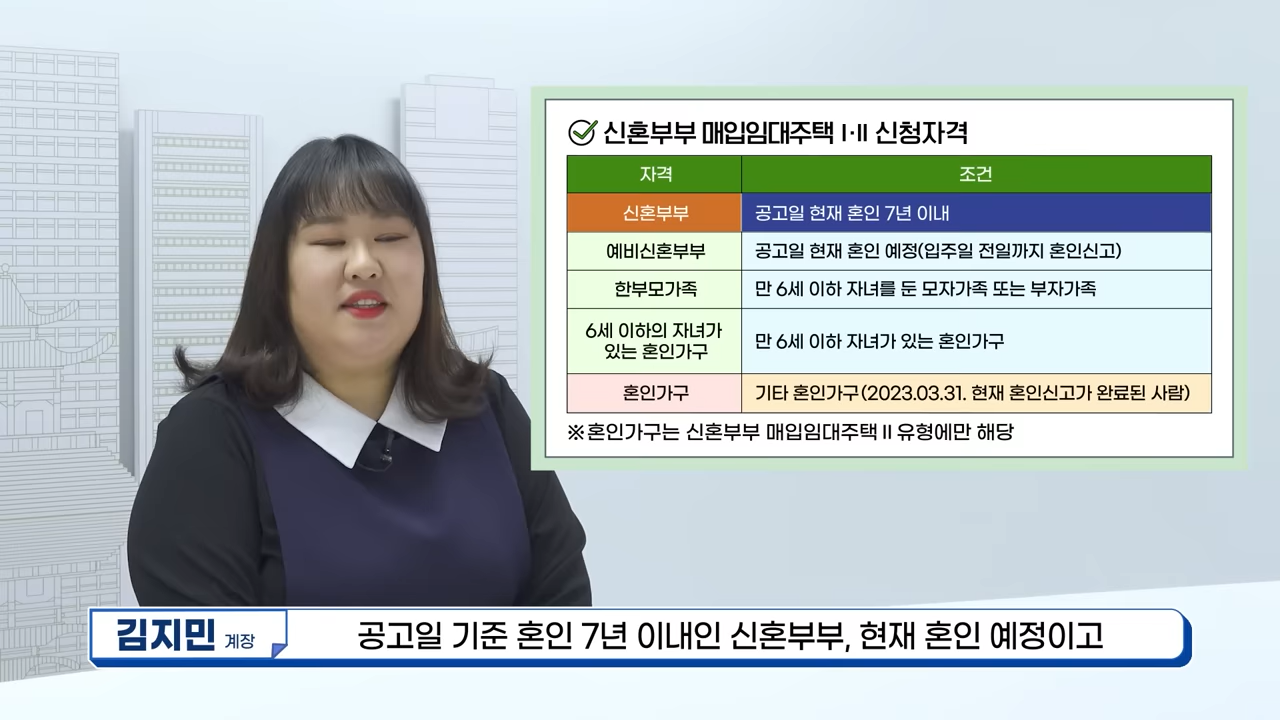 신혼부부 매입임대주택 Ⅰ·Ⅱ 신청자격
자격 조건
신혼부부 공고일 현재 혼인 7년 이내
예비신혼부부 공고일 현재 혼인 예정(입주일 전일까지 혼인신고)
한부모가족 만 6세 이하 자녀를 둔 모자가족 또는 부자가족
6세 이하의 자녀가
있는 혼인가구
만 6세 이하 자녀가 있는 혼인가구
혼인가구 기타 혼인가구(2023.03.31. 현재 혼인신고가 완료된 사람)
※혼인가구는 신혼부부 매입임대주택Ⅱ유형에만 해당
김지민 계장 공고일 기준 혼인 7년 이내인 신혼부부, 현재 혼인 예정이고